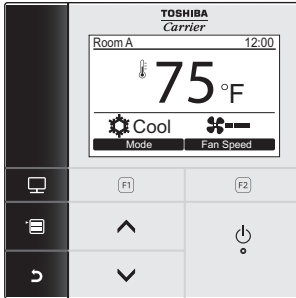 TOSHIBA
Carrier
Room A 12:00
75 °F
Cool
Mode Fan Speed
F1 F2